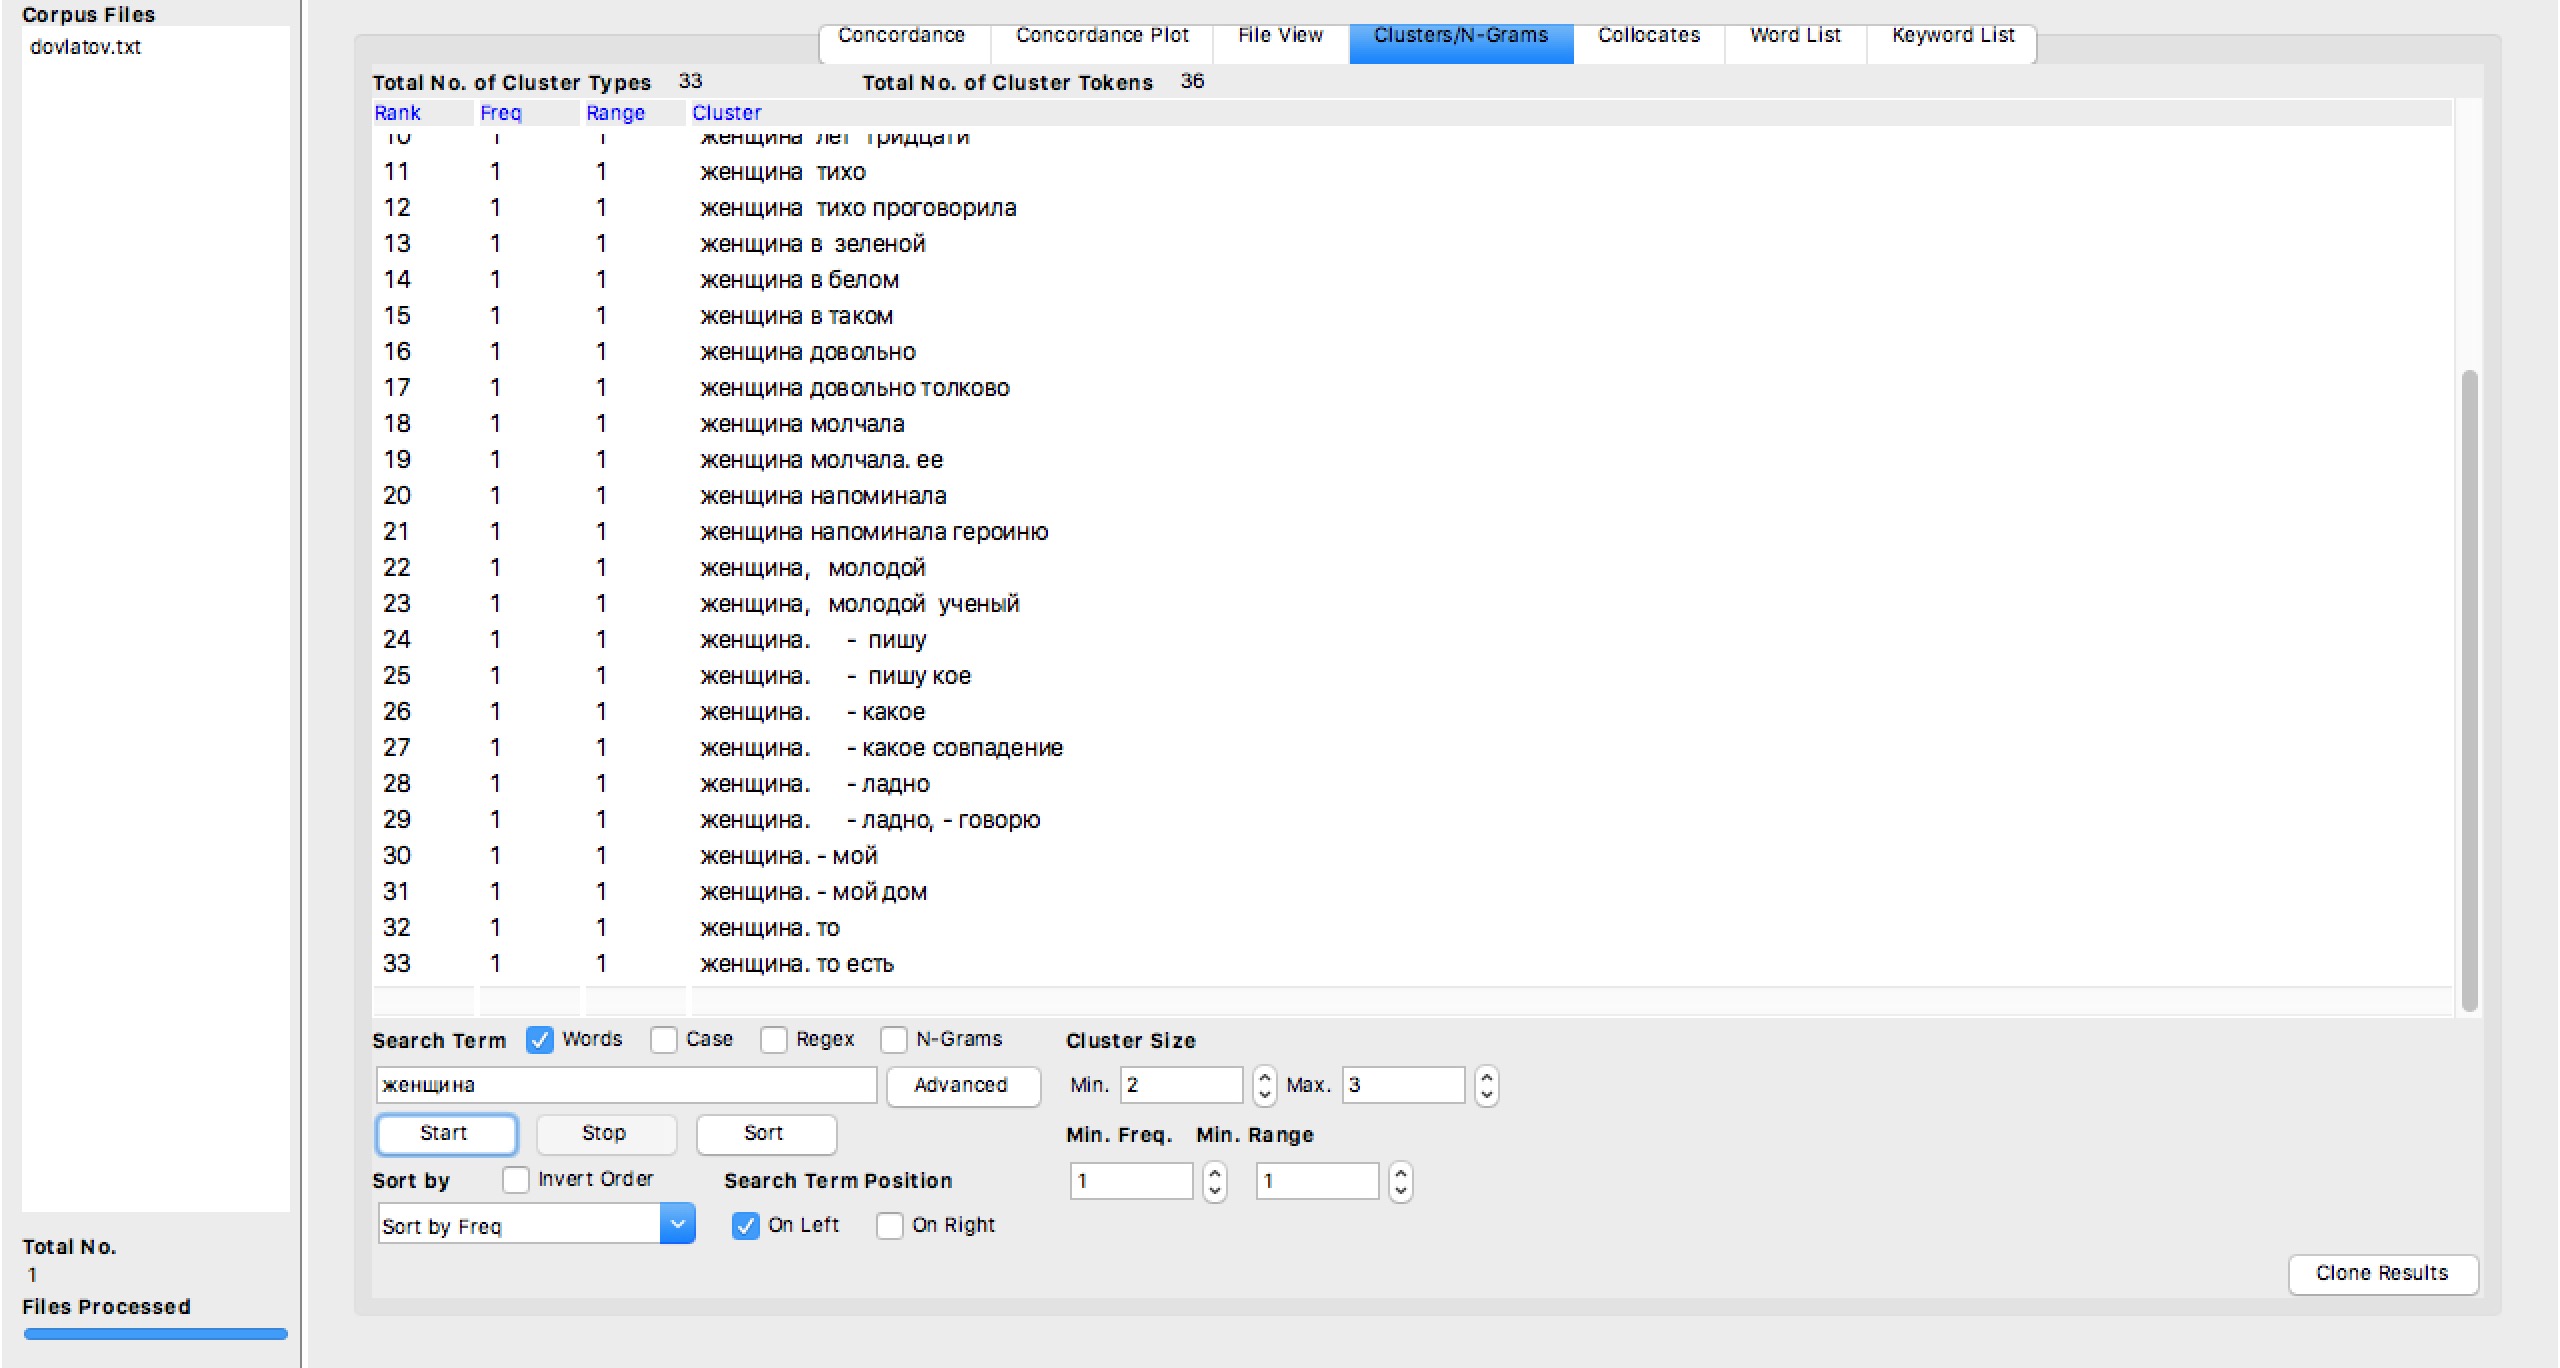 Corpus Files
dovlatov.txt
Concordance Concordance Plot File View Clusters/N-Grams Collocates Word List Keyword List
Total No. of Cluster Types 33 Total No. of Cluster Tokens 36
Rank Freq Range Cluster
10 1 1 женщина лет тридцати
11 1 1 женщина тихо
12 1 1 женщина тихо проговорила
13 1 1 женщина в зеленой
14 1 1 женщина в белом
15 1 1 женщина в таком
16 1 1 женщина довольно
17 1 1 женщина довольно толково
18 1 1 женщина молчала
19 1 1 женщина молчала. ее
20 1 1 женщина напоминала
21 1 1 женщина напоминала героиню
22 1 1 женщина, молодой
23 1 1 женщина, молодой ученый
24 1 1 женщина. - пишу
25 1 1 женщина. - пишу кое
26 1 1 женщина. - какое
27 1 1 женщина. - какое совпадение
28 1 1 женщина. - ладно
29 1 1 женщина. - ладно, - говорю
30 1 1 женщина. - мой
31 1 1 женщина. - мой дом
32 1 1 женщина. то
33 1 1 женщина. то есть
Search Term Words Case Regex N-Grams Cluster Size
женщина Advanced Min. 2 Max. 3
Start Stop Sort Min. Freq. Min. Range
Sort by Invert Order Search Term Position 1 1
Sort by Freq On Left On Right
Total No.
1
Files Processed
Clone Results